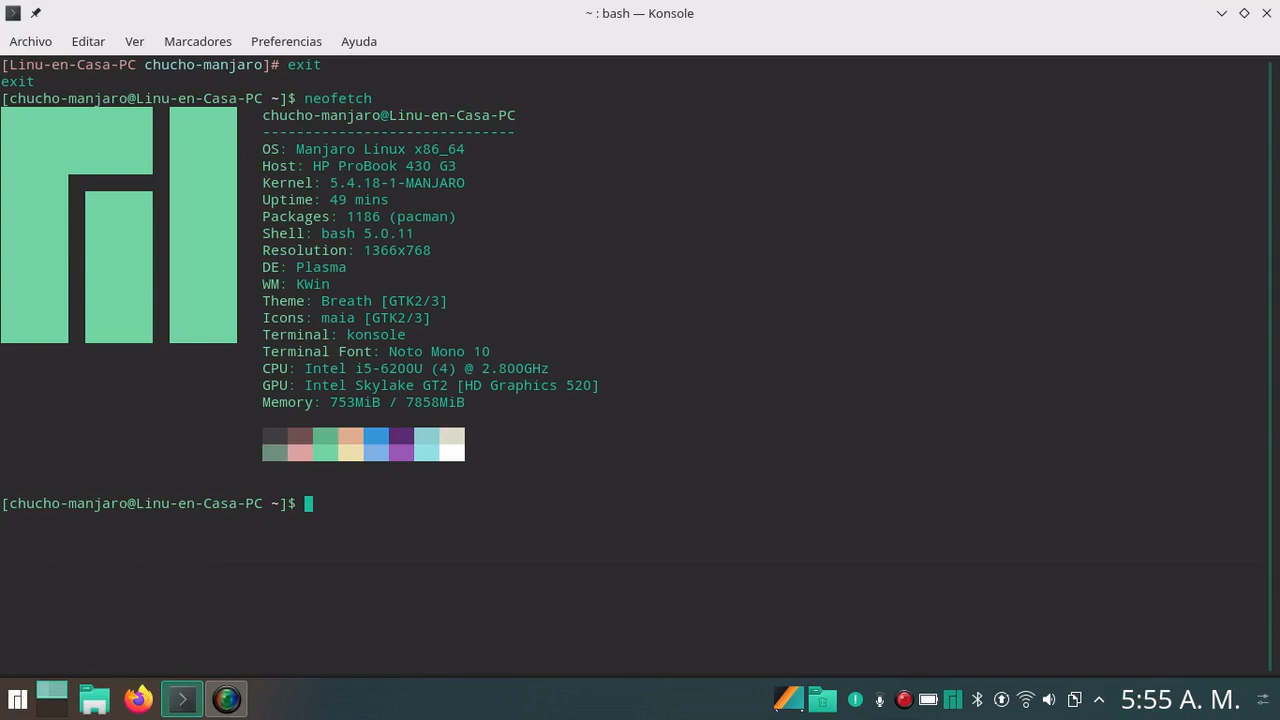 ~ : bash — Konsole
Archivo Editar Ver Marcadores Preferencias Ayuda
[Linu-en-Casa-PC chucho-manjaro]# exit
exit
[chucho-manjaro@Linu-en-Casa-PC ~]$ neofetch
chucho-manjaro@Linu-en-Casa-PC
------------------------------
OS: Manjaro Linux x86_64
Host: HP ProBook 430 G3
Kernel: 5.4.18-1-MANJARO
Uptime: 49 mins
Packages: 1186 (pacman)
Shell: bash 5.0.11
Resolution: 1366x768
DE: Plasma
WM: KWin
Theme: Breath [GTK2/3]
Icons: maia [GTK2/3]
Terminal: konsole
Terminal Font: Noto Mono 10
CPU: Intel i5-6200U (4) @ 2.800GHz
GPU: Intel Skylake GT2 [HD Graphics 520]
Memory: 753MiB / 7858MiB
[chucho-manjaro@Linu-en-Casa-PC ~]$
5:55 A. M.